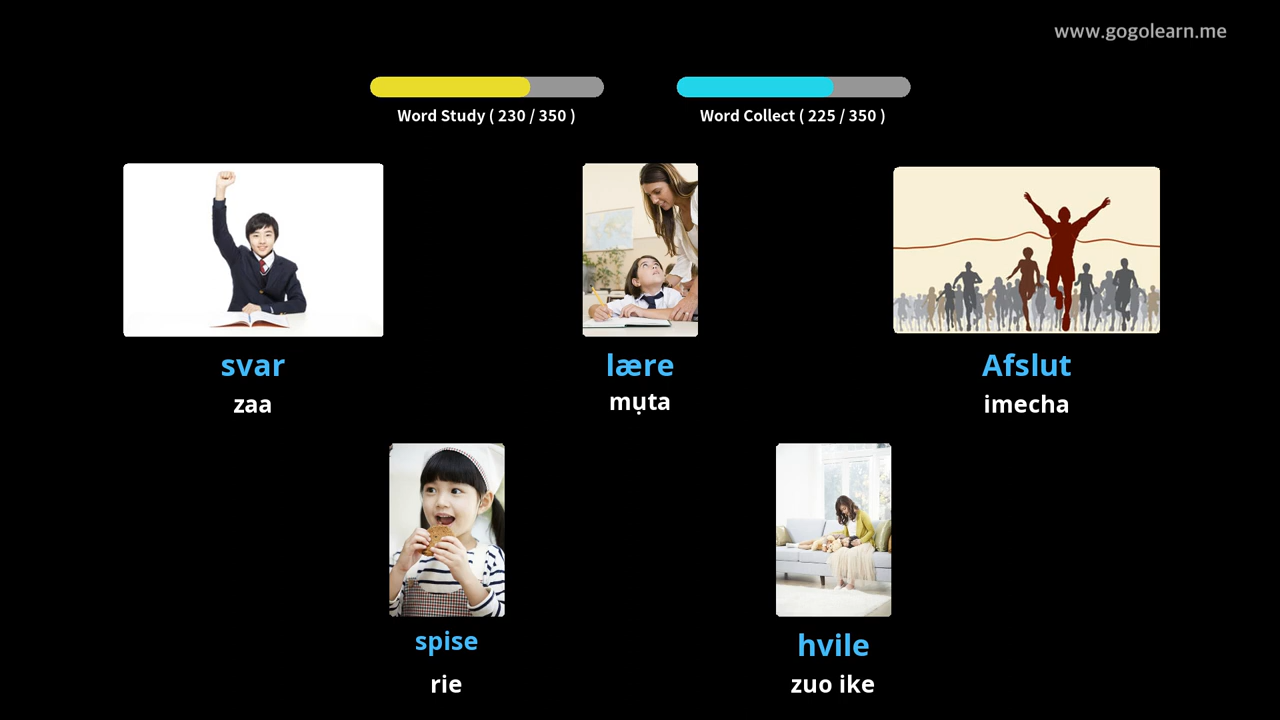 www.gogolearn.me
Word Study ( 230 / 350 )
Word Collect ( 225 / 350 )
svar
lære
Afslut
zaa
mụta
imecha
spise
hvile
rie
zuo ike